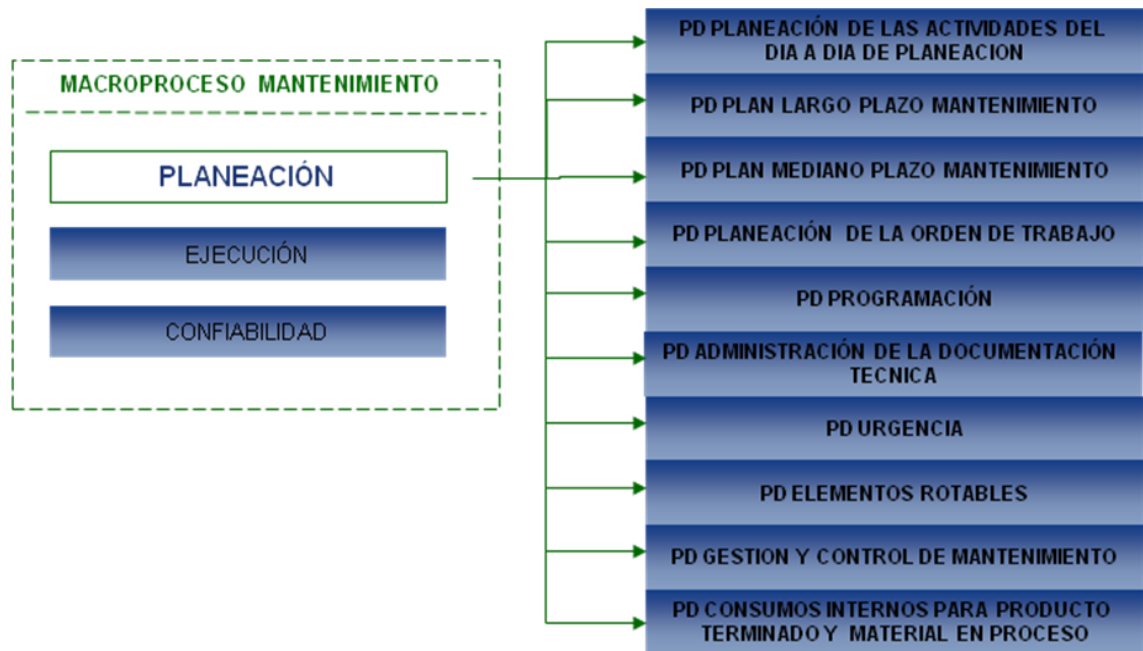 MACROPROCESO MANTENIMIENTO
PLANEACIÓN
EJECUCIÓN
CONFIABILIDAD
PD PLANEACIÓN DE LAS ACTIVIDADES DEL
DIA A DIA DE PLANEACION
PD PLAN LARGO PLAZO MANTENIMIENTO
PD PLAN MEDIANO PLAZO MANTENIMIENTO
PD PLANEACIÓN DE LA ORDEN DE TRABAJO
PD PROGRAMACIÓN
PD ADMINISTRACIÓN DE LA DOCUMENTACIÓN
TECNICA
PD URGENCIA
PD ELEMENTOS ROTABLES
PD GESTION Y CONTROL DE MANTENIMIENTO
PD CONSUMOS INTERNOS PARA PRODUCTO
TERMINADO Y MATERIAL EN PROCESO